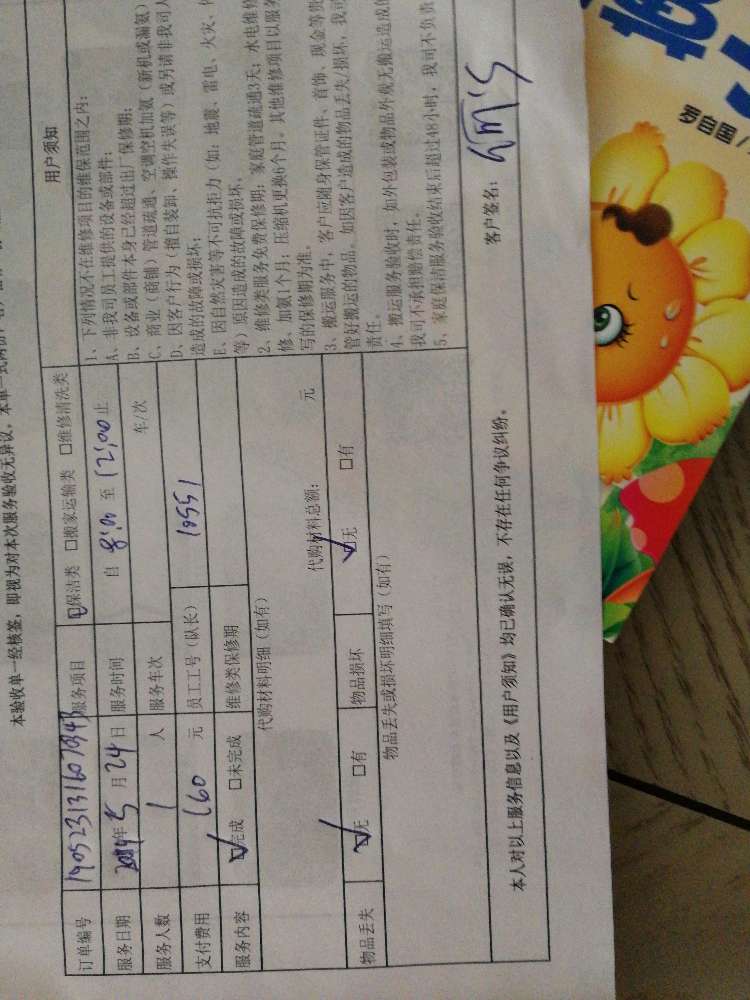 本验收单一经核签，即视为对本次服务验收无异议。本单一式两份，
订单编号 190523131607094B 服务项目 ☑保洁类 □搬家运输类 □维修清洗类
服务日期 年 5 月 24 日 服务时间 自 8:00 至 12:00 止
服务人数 1 人 服务车次 车/次
支付费用 160 元 员工工号（队长） 10551
服务内容 ☑完成 □未完成 维修类保修期
代购材料明细（如有）
代购材料总额： 元
物品丢失 ☑无 □有 物品损坏 ☑无 □有
物品丢失或损坏明细填写（如有）
用户须知
1、下列情况不在维修项目的维保范围之内：
A、非我司员工提供的设备或部件；
B、设备或部件本身已经超过出厂保修期；
C、商业（商铺）管道疏通、空调空机加氨（新机或漏氨）
D、因客户行为（擅自装卸、操作失误等）或另请非我司人
造成的故障或损坏；
E、因自然灾害等不可抗拒力（如：地震、雷电、火灾、
等）原因造成的故障或损坏。
2、维修类服务免费保修期：家庭管道疏通3天；水电维修
修、加氨1个月；压缩机更换6个月。其他维修项目以服务
写的保修期为准。
3、搬运服务中，客户应随身保管证件、首饰、现金等贵
管好搬运的物品。如因客户造成的物品丢失/损坏，我司
责任。
4、搬运服务验收时，如外包装或物品外观无搬运造成
我司不承担赔偿责任。
5、家庭保洁服务验收结束后超过48小时，我司不负责
本人对以上服务信息以及《用户须知》均已确认无误，不存在任何争议纠纷。
客户签名：
罗自国/